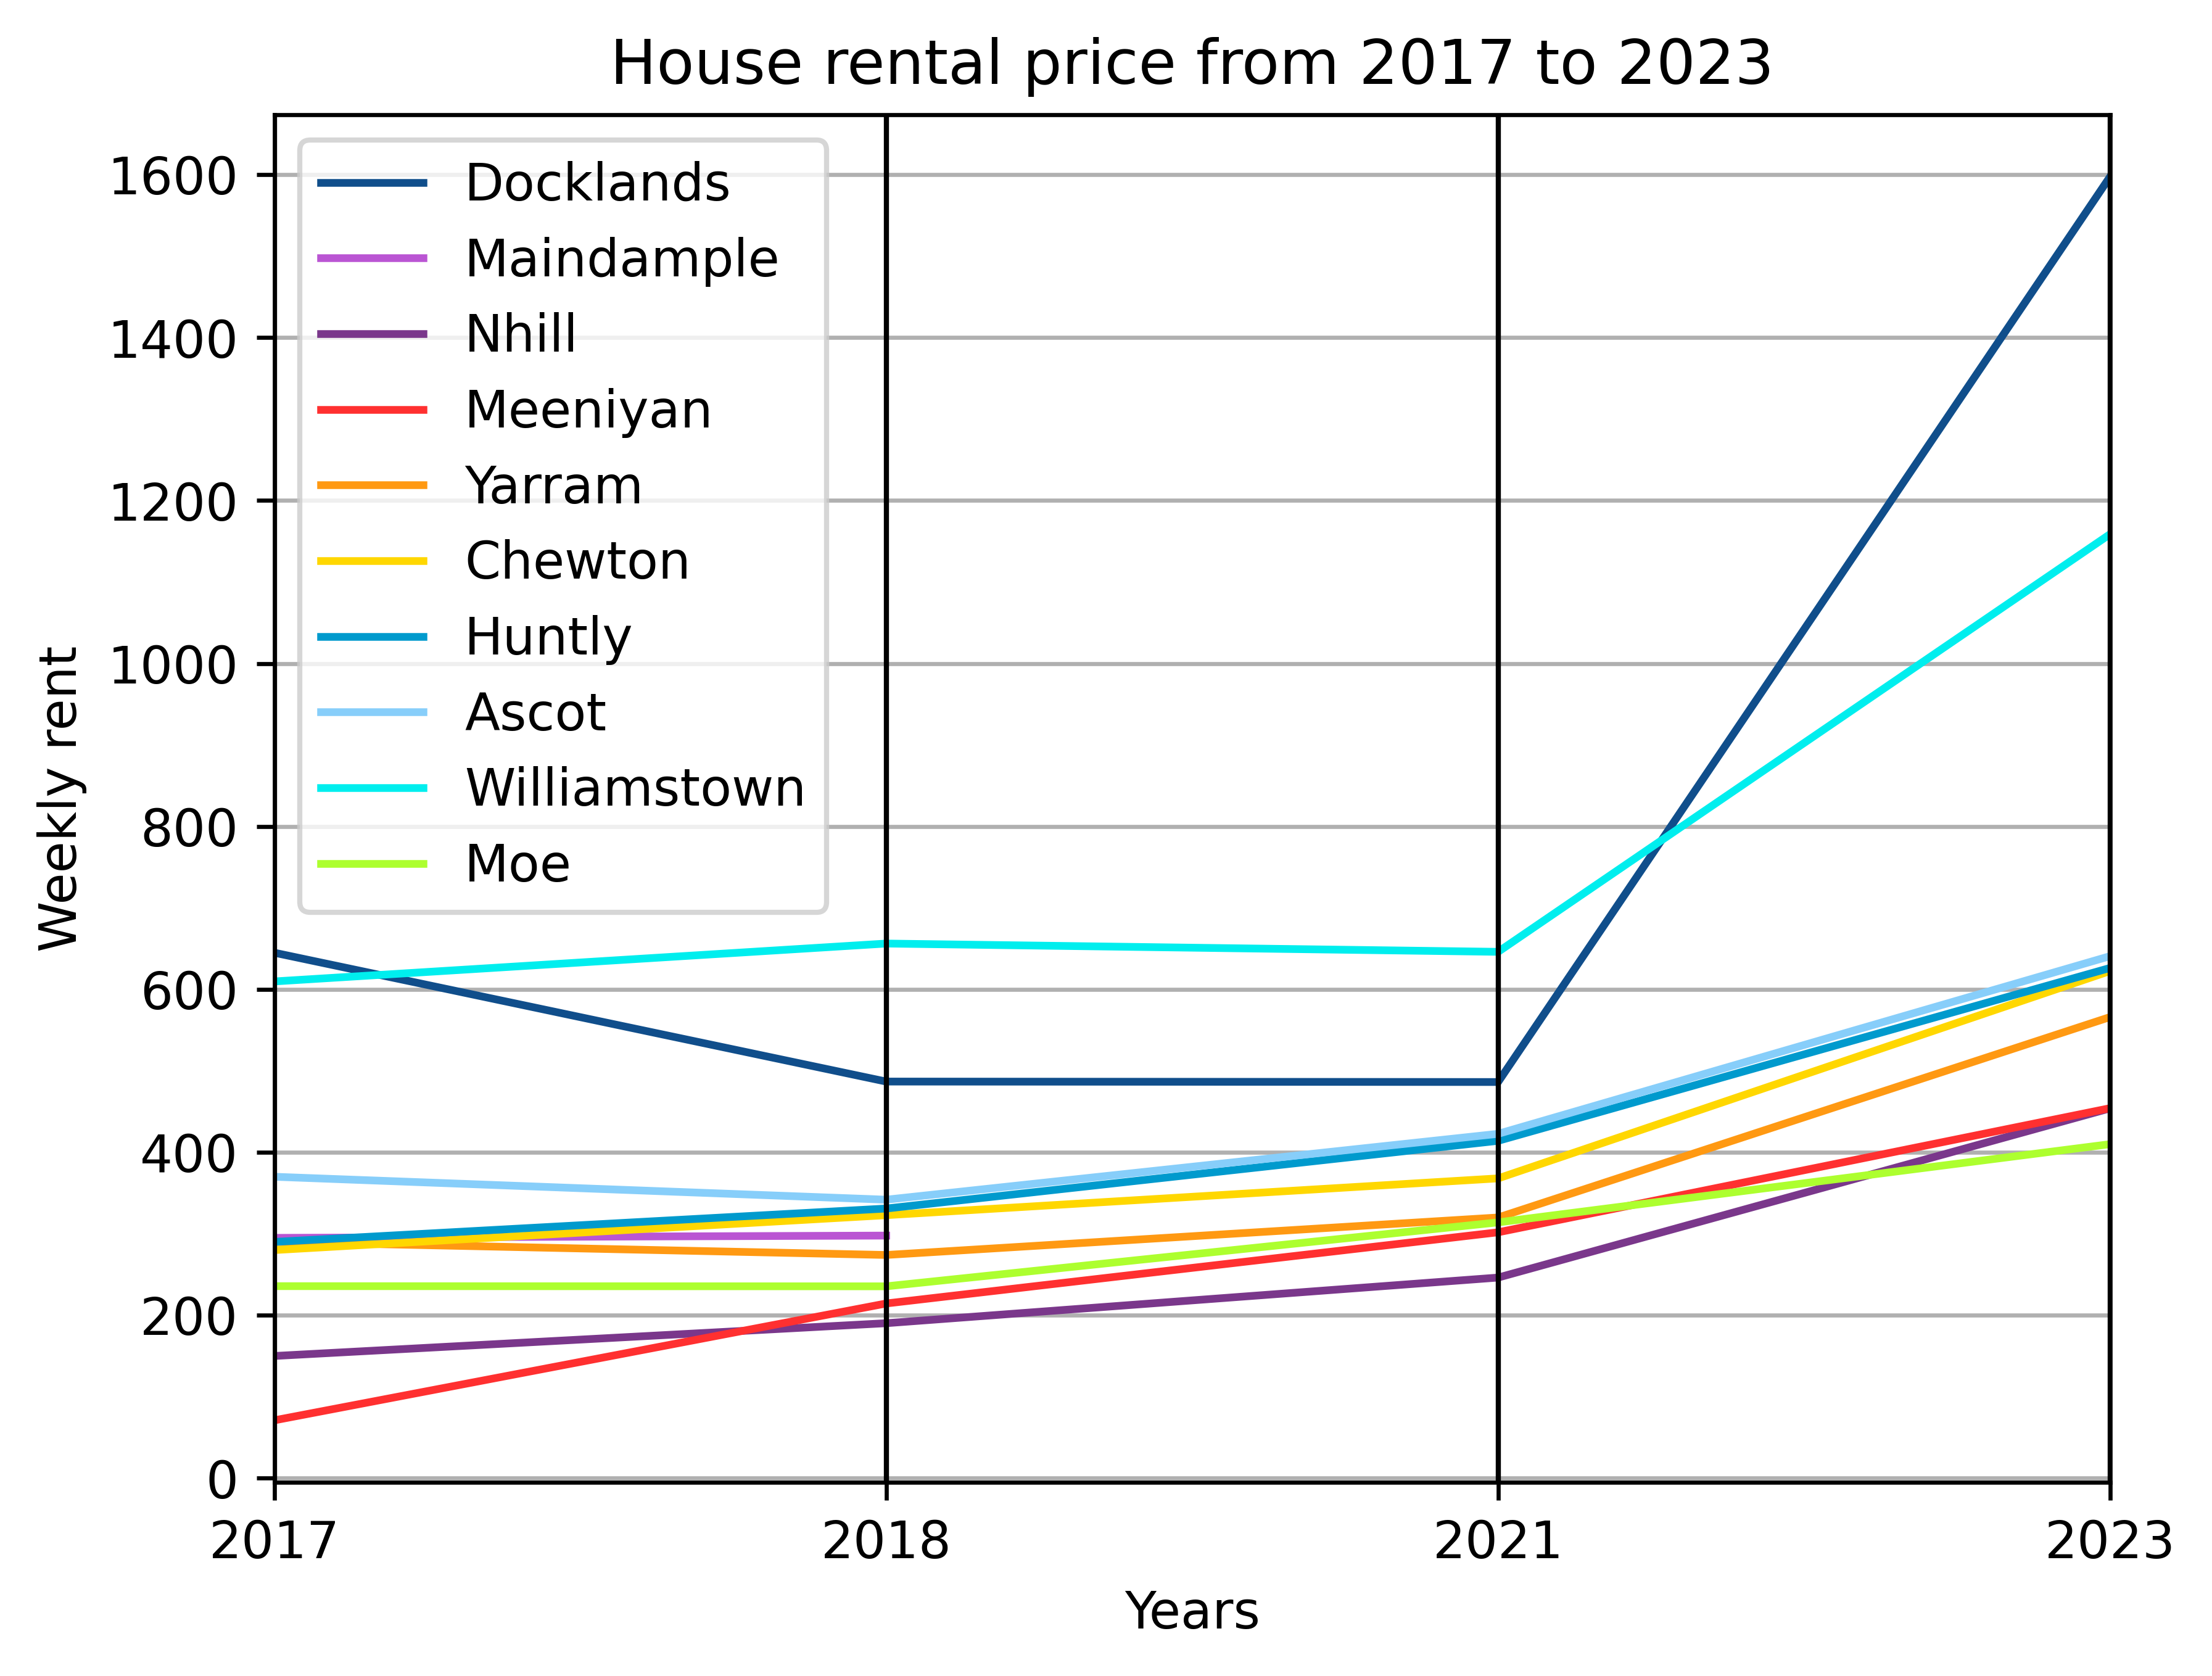 House rental price from 2017 to 2023
1600
1400
1200
1000
800
600
400
200
0
Weekly rent
Docklands
Maindample
Nhill
Meeniyan
Yarram
Chewton
Huntly
Ascot
Williamstown
Moe
2017 2018 2021 2023
Years